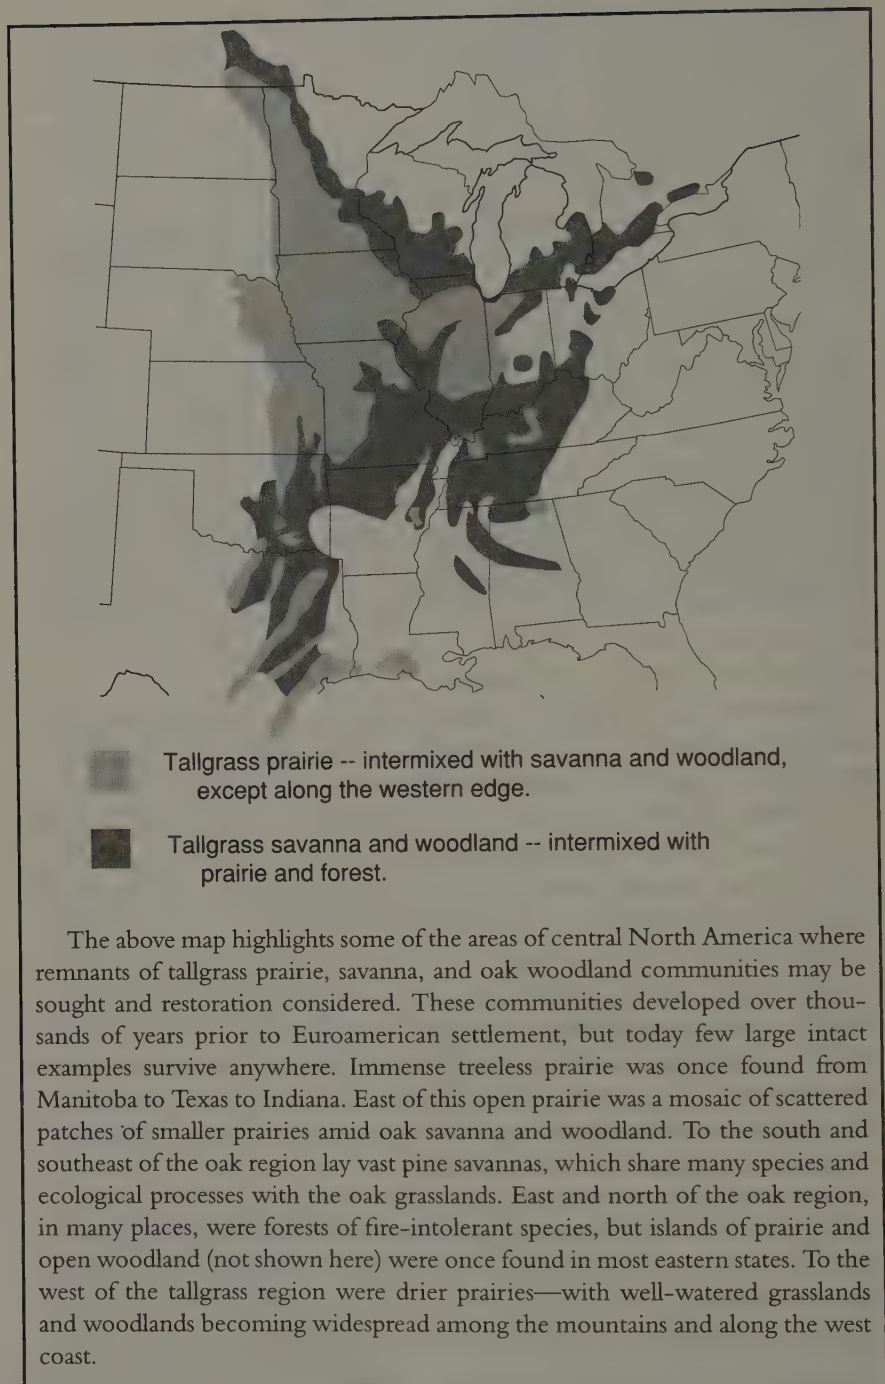 Tallgrass prairie -- intermixed with savanna and woodland,
except along the western edge.
Tallgrass savanna and woodland -- intermixed with
prairie and forest.
The above map highlights some of the areas of central North America where
remnants of tallgrass prairie, savanna, and oak woodland communities may be
sought and restoration considered. These communities developed over thou-
sands of years prior to Euroamerican settlement, but today few large intact
examples survive anywhere. Immense treeless prairie was once found from
Manitoba to Texas to Indiana. East of this open prairie was a mosaic of scattered
patches of smaller prairies amid oak savanna and woodland. To the south and
southeast of the oak region lay vast pine savannas, which share many species and
ecological processes with the oak grasslands. East and north of the oak region,
in many places, were forests of fire-intolerant species, but islands of prairie and
open woodland (not shown here) were once found in most eastern states. To the
west of the tallgrass region were drier prairies—with well-watered grasslands
and woodlands becoming widespread among the mountains and along the west
coast.